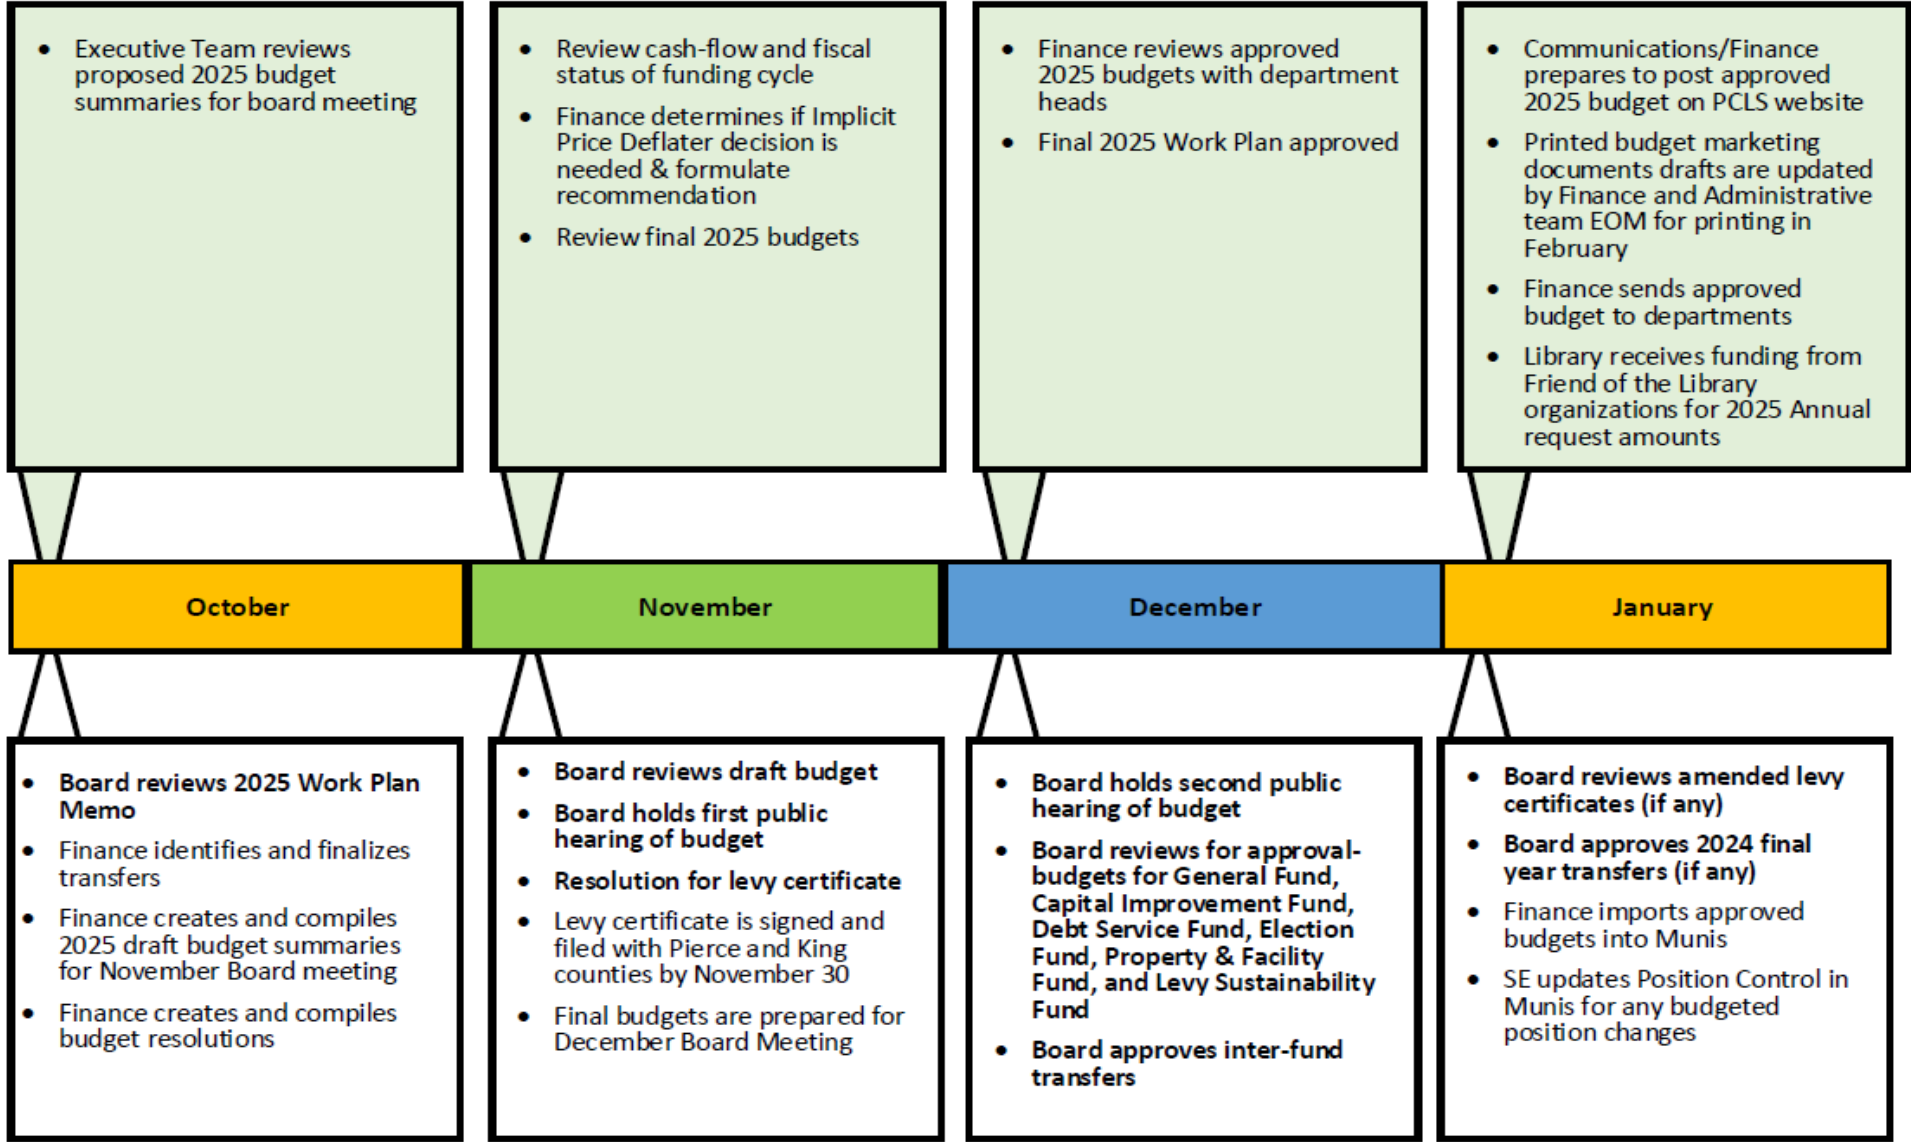 • Executive Team reviews
proposed 2025 budget
summaries for board meeting
• Review cash-flow and fiscal
status of funding cycle
• Finance determines if Implicit
Price Deflater decision is
needed & formulate
recommendation
• Review final 2025 budgets
• Finance reviews approved
2025 budgets with department
heads
• Final 2025 Work Plan approved
• Communications/Finance
prepares to post approved
2025 budget on PCLS website
• Printed budget marketing
documents drafts are updated
by Finance and Administrative
team EOM for printing in
February
• Finance sends approved
budget to departments
• Library receives funding from
Friend of the Library
organizations for 2025 Annual
request amounts
October
November
December
January
• Board reviews 2025 Work Plan
Memo
• Finance identifies and finalizes
transfers
• Finance creates and compiles
2025 draft budget summaries
for November Board meeting
• Finance creates and compiles
budget resolutions
• Board reviews draft budget
• Board holds first public
hearing of budget
• Resolution for levy certificate
• Levy certificate is signed and
filed with Pierce and King
counties by November 30
• Final budgets are prepared for
December Board Meeting
• Board holds second public
hearing of budget
• Board reviews for approval-
budgets for General Fund,
Capital Improvement Fund,
Debt Service Fund, Election
Fund, Property & Facility
Fund, and Levy Sustainability
Fund
• Board approves inter-fund
transfers
• Board reviews amended levy
certificates (if any)
• Board approves 2024 final
year transfers (if any)
• Finance imports approved
budgets into Munis
• SE updates Position Control in
Munis for any budgeted
position changes